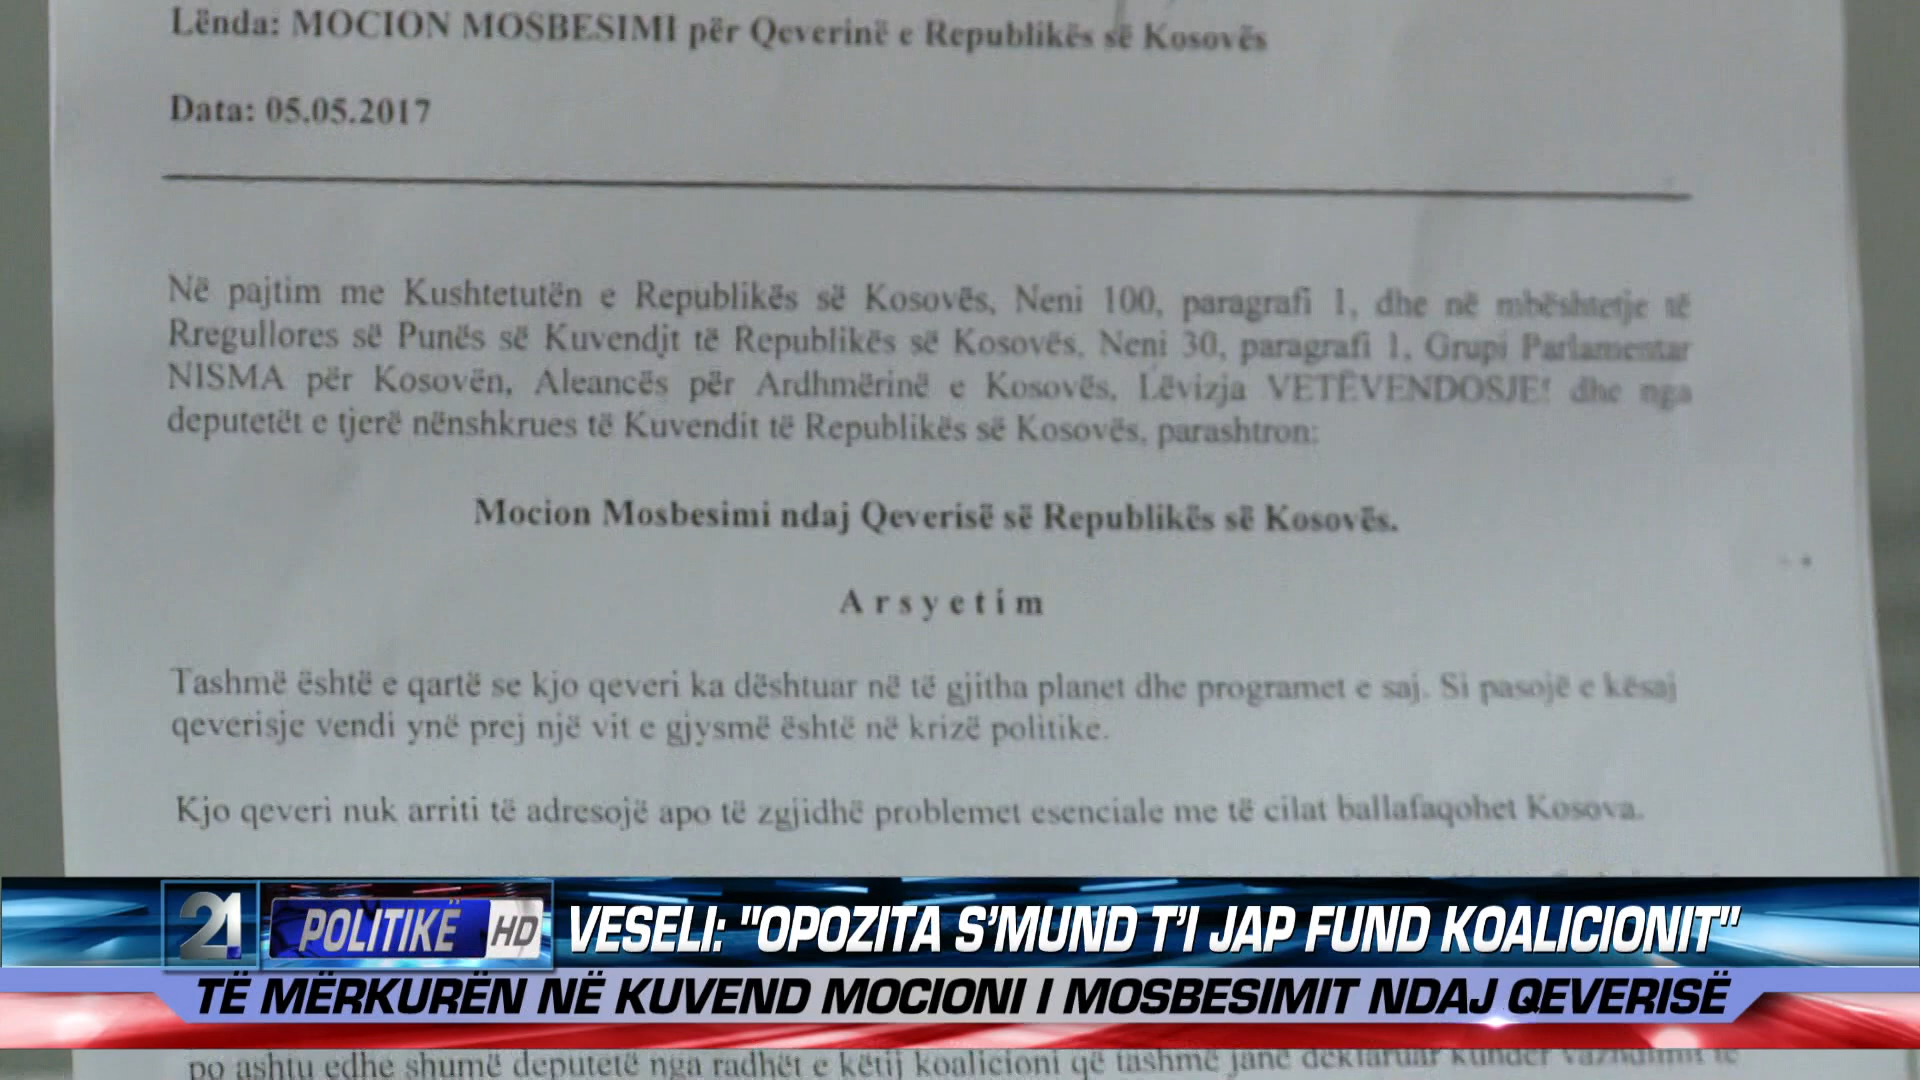 Lënda: MOCION MOSBESIMI për Qeverinë e Republikës së Kosovës
Data: 05.05.2017
Në pajtim me Kushtetutën e Republikës së Kosovës, Neni 100, paragrafi 1, dhe në mbështetje të
Rregullores së Punës së Kuvendit të Republikës së Kosovës, Neni 30, paragrafi 1, Grupi Parlamentar
NISMA për Kosovën, Aleancës për Ardhmërinë e Kosovës, Lëvizja VETËVENDOSJE! dhe nga
deputetët e tjerë nënshkrues të Kuvendit të Republikës së Kosovës, parashtron:
Mocion Mosbesimi ndaj Qeverisë së Republikës së Kosovës.
Arsyetim
Tashmë është e qartë se kjo qeveri ka dështuar në të gjitha planet dhe programet e saj. Si pasojë e kësaj
qeverisje vendi ynë prej një vit e gjysmë është në krizë politike.
Kjo qeveri nuk arriti të adresojë apo të zgjidhë problemet esenciale me të cilat ballafaqohet Kosova.
21 POLITIKË HD VESELI: "OPOZITA S'MUND T'I JAP FUND KOALICIONIT"
TË MËRKURËN NË KUVEND MOCIONI I MOSBESIMIT NDAJ QEVERISË
po ashtu edhe shumë deputetë nga radhët e këtij koalicioni që tashmë janë deklaruar kundër vazhdimit të